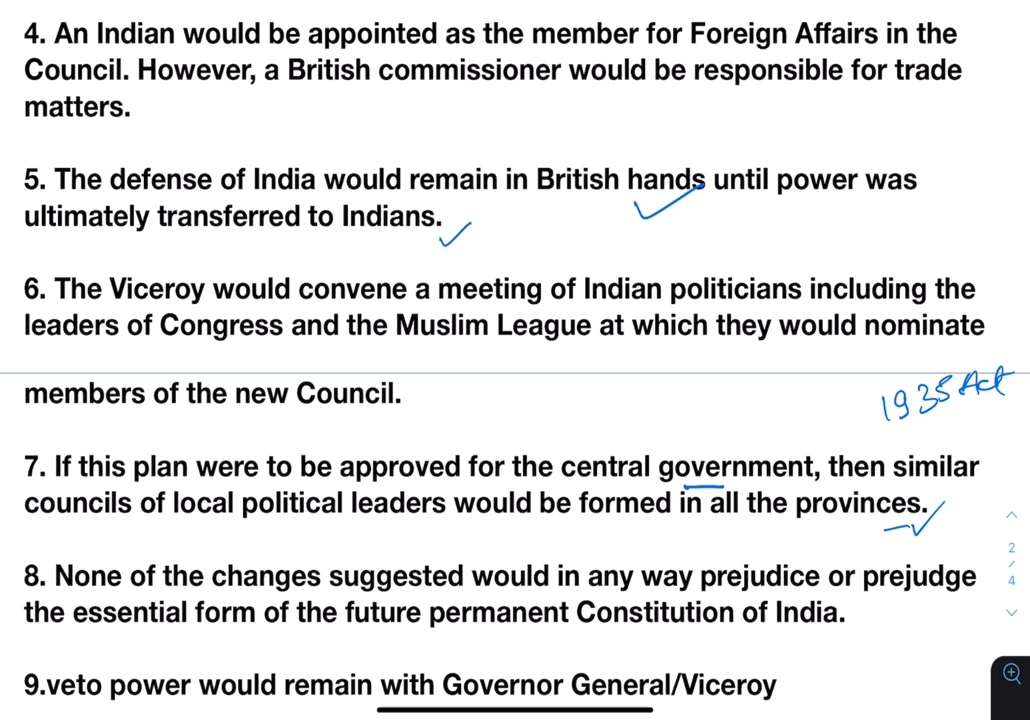 4. An Indian would be appointed as the member for Foreign Affairs in the
Council. However, a British commissioner would be responsible for trade
matters.
5. The defense of India would remain in British hands until power was
ultimately transferred to Indians.
6. The Viceroy would convene a meeting of Indian politicians including the
leaders of Congress and the Muslim League at which they would nominate
members of the new Council.
1935 Act
7. If this plan were to be approved for the central government, then similar
councils of local political leaders would be formed in all the provinces.
2
/
4
8. None of the changes suggested would in any way prejudice or prejudge
the essential form of the future permanent Constitution of India.
9.veto power would remain with Governor General/Viceroy